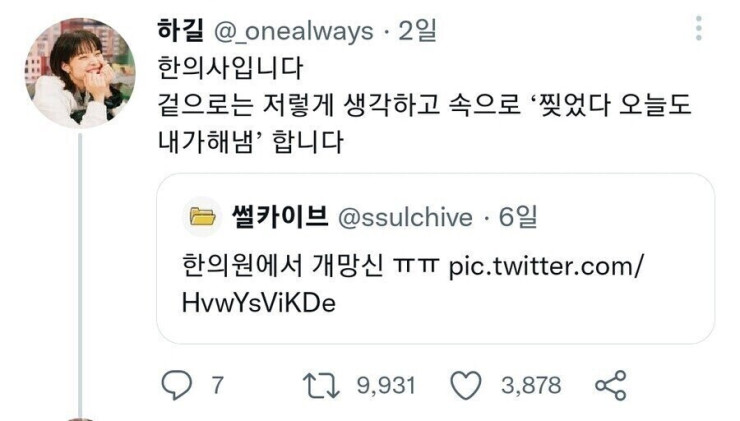 하길 @_onealways · 2일
한의사입니다
겉으로는 저렇게 생각하고 속으로 ‘찢었다 오늘도
내가해냄’ 합니다
썰카이브 @ssulchive · 6일
한의원에서 개망신 ㅠㅠ pic.twitter.com/
HvwYsViKDe
7 9,931 3,878